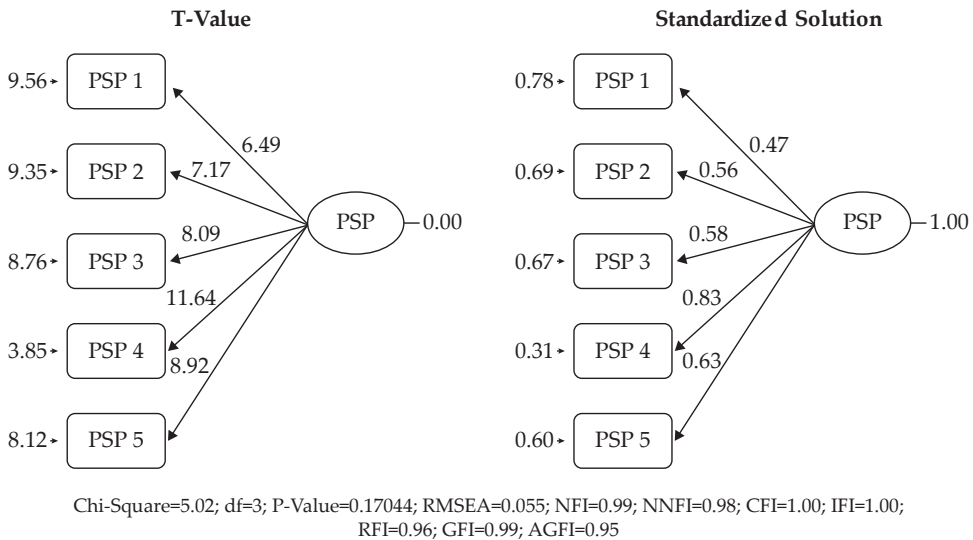 T-Value
9.56 PSP 1
6.49
9.35 PSP 2
7.17
PSP 0.00
8.09
8.76 PSP 3
11.64
3.85 PSP 4
8.92
8.12 PSP 5
Standardized Solution
0.78 PSP 1
0.47
0.69 PSP 2
0.56
PSP 1.00
0.58
0.67 PSP 3
0.83
0.31 PSP 4
0.63
0.60 PSP 5
Chi-Square=5.02; df=3; P-Value=0.17044; RMSEA=0.055; NFI=0.99; NNFI=0.98; CFI=1.00; IFI=1.00;
RFI=0.96; GFI=0.99; AGFI=0.95